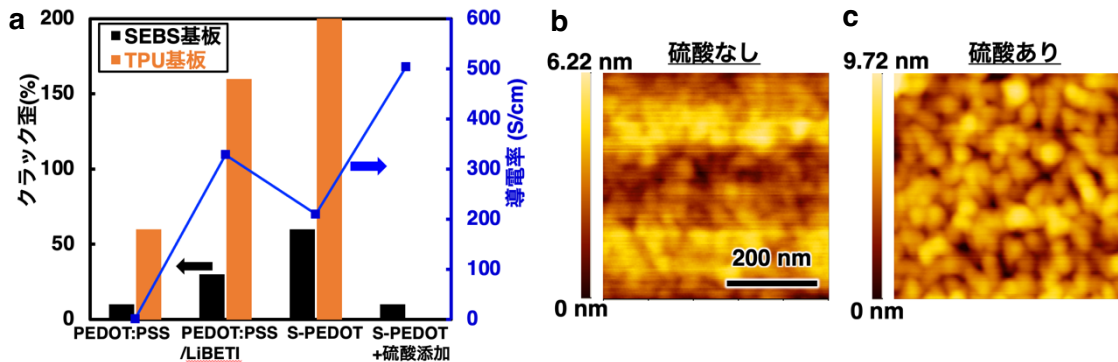 a
200
150
100
50
0
クラック歪(%)
SEBS基板
TPU基板
600
500
400
300
200
100
0
導電率 (S/cm)
PEDOT:PSS
PEDOT:PSS
/LiBETI
S-PEDOT
S-PEDOT
+硫酸添加
b
硫酸なし
6.22 nm
0 nm
200 nm
c
硫酸あり
9.72 nm
0 nm